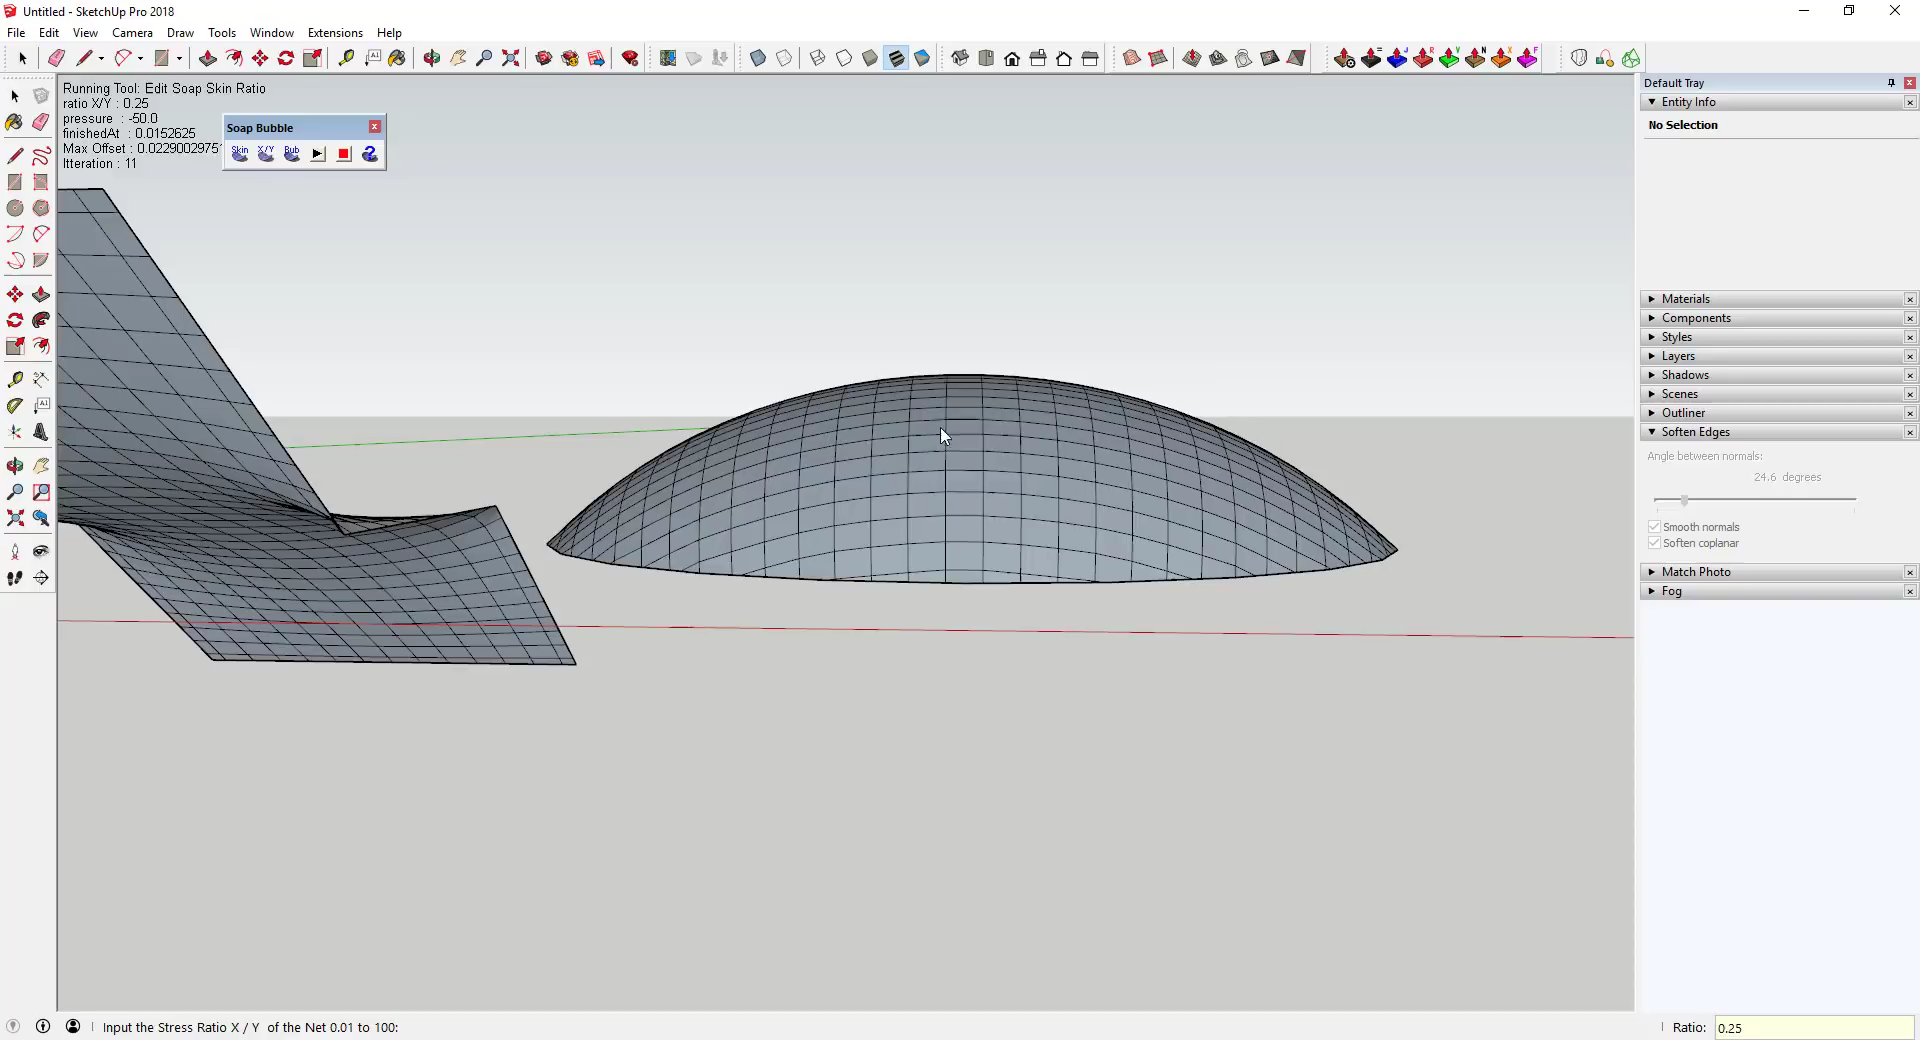 Untitled - SketchUp Pro 2018
File Edit View Camera Draw Tools Window Extensions Help
Running Tool: Edit Soap Skin Ratio
ratio X/Y : 0.25
pressure : -50.0
finishedAt : 0.0152625
Max Offset : 0.0229002975
Itteration : 11
Soap Bubble
Skin X/Y Bub
Default Tray
Entity Info
No Selection
Materials
Components
Styles
Layers
Shadows
Scenes
Outliner
Soften Edges
Angle between normals:
24.6 degrees
Smooth normals
Soften coplanar
Match Photo
Fog
Input the Stress Ratio X / Y of the Net 0.01 to 100:
Ratio: 0.25